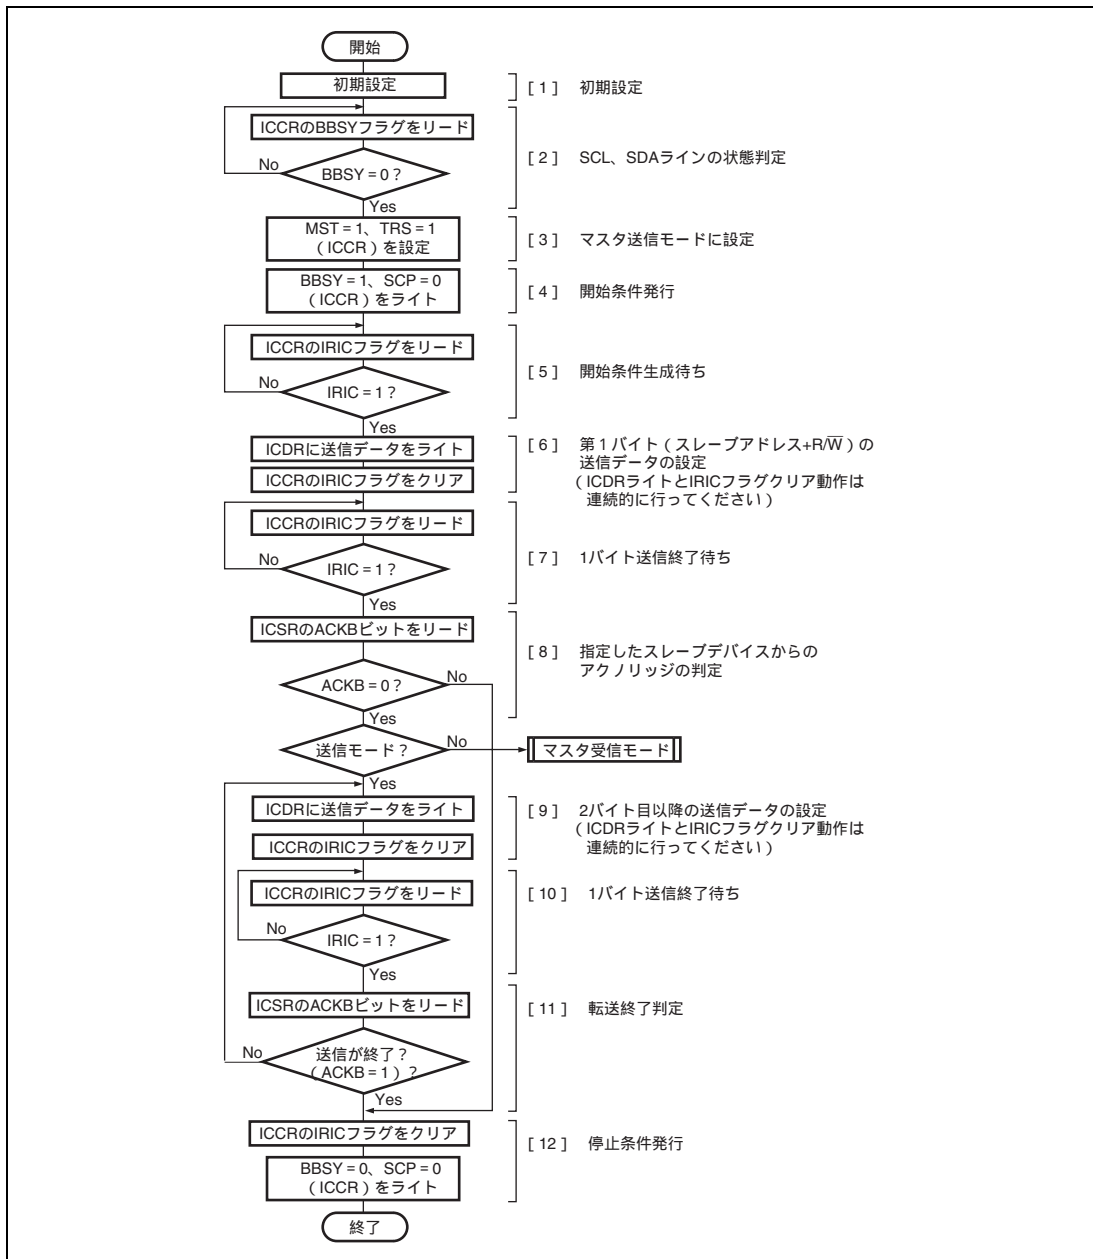 開始
初期設定
[ 1 ] 初期設定
ICCRのBBSYフラグをリード
No
BBSY = 0 ?
[ 2 ] SCL、SDAラインの状態判定
Yes
MST = 1、TRS = 1
( ICCR ) を設定
[ 3 ] マスタ送信モードに設定
BBSY = 1、SCP = 0
( ICCR ) をライト
[ 4 ] 開始条件発行
ICCRのIRICフラグをリード
No
IRIC = 1 ?
[ 5 ] 開始条件生成待ち
Yes
ICDRに送信データをライト
ICCRのIRICフラグをクリア
[ 6 ] 第1バイト ( スレーブアドレス+R/W̅ ) の
送信データの設定
( ICDRライトとIRICフラグクリア動作は
連続的に行ってください )
ICCRのIRICフラグをリード
No
IRIC = 1 ?
[ 7 ] 1バイト送信終了待ち
Yes
ICSRのACKBビットをリード
[ 8 ] 指定したスレーブデバイスからの
アクノリッジの判定
ACKB = 0 ?
No
Yes
送信モード ?
No
マスタ受信モード
Yes
ICDRに送信データをライト
ICCRのIRICフラグをクリア
[ 9 ] 2バイト目以降の送信データの設定
( ICDRライトとIRICフラグクリア動作は
連続的に行ってください )
ICCRのIRICフラグをリード
[ 10 ] 1バイト送信終了待ち
No
IRIC = 1 ?
Yes
ICSRのACKBビットをリード
[ 11 ] 転送終了判定
No
送信が終了 ?
( ACKB = 1 ) ?
Yes
ICCRのIRICフラグをクリア
[ 12 ] 停止条件発行
BBSY = 0、SCP = 0
( ICCR ) をライト
終了